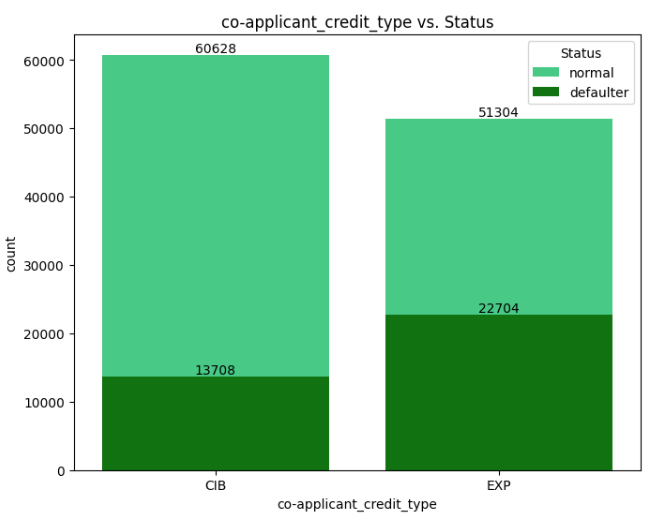 co-applicant_credit_type vs. Status
60628
Status
normal
defaulter
51304
22704
13708
60000
50000
40000
30000
20000
10000
0
count
CIB
EXP
co-applicant_credit_type